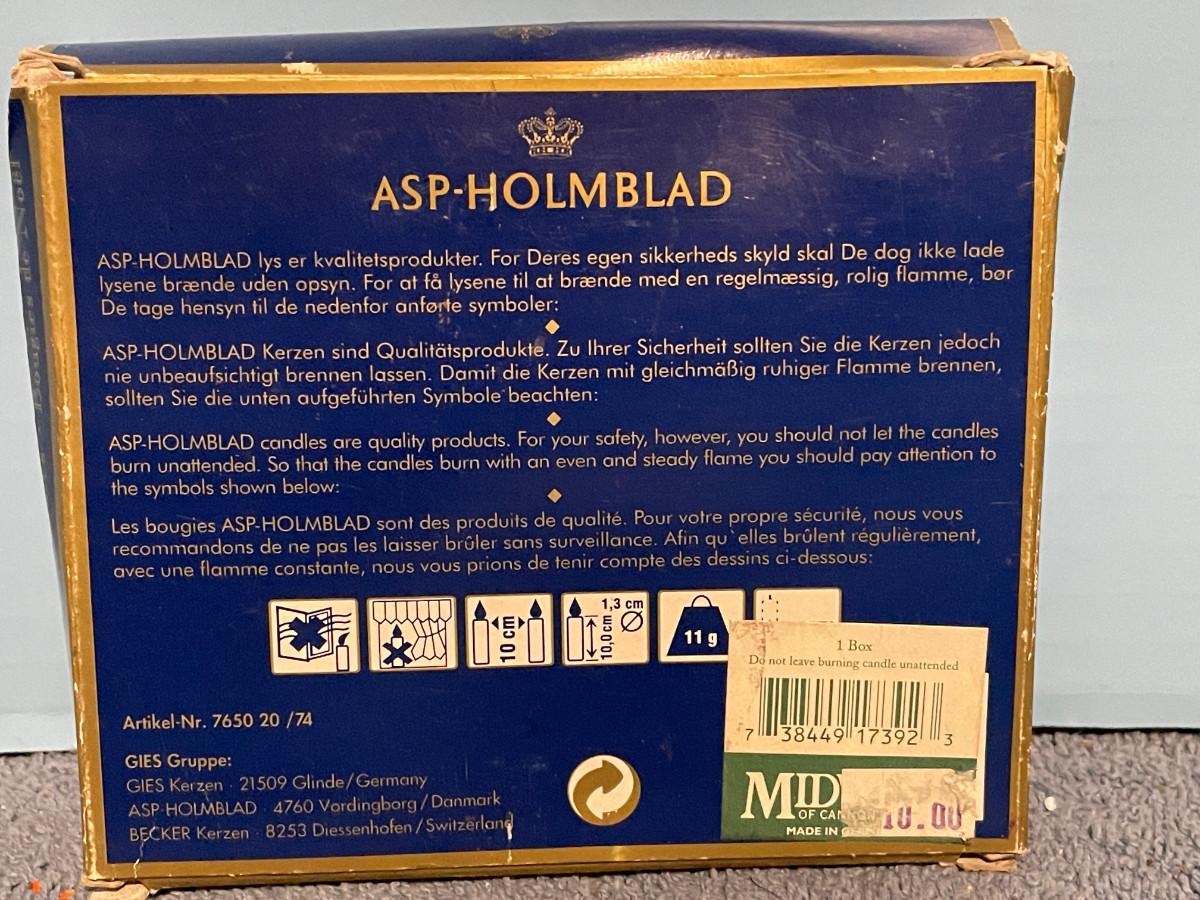 ASP-HOLMBLAD
ASP-HOLMBLAD lys er kvalitetsprodukter. For Deres egen sikkerheds skyld skal De dog ikke lade
lysene brænde uden opsyn. For at få lysene til at brænde med en regelmæssig, rolig flamme, bør
De tage hensyn til de nedenfor anførte symboler:
ASP-HOLMBLAD Kerzen sind Qualitätsprodukte. Zu Ihrer Sicherheit sollten Sie die Kerzen jedoch
nie unbeaufsichtigt brennen lassen. Damit die Kerzen mit gleichmäßig ruhiger Flamme brennen,
sollten Sie die unten aufgeführten Symbole beachten:
ASP-HOLMBLAD candles are quality products. For your safety, however, you should not let the candles
burn unattended. So that the candles burn with an even and steady flame you should pay attention to
the symbols shown below:
Les bougies ASP-HOLMBLAD sont des produits de qualité. Pour votre propre sécurité, nous vous
recommandons de ne pas les laisser brûler sans surveillance. Afin qu`elles brûlent régulièrement,
avec une flamme constante, nous vous prions de tenir compte des dessins ci-dessous:
10 cm
1,3 cm
10,0 cm
11 g
Artikel-Nr. 7650 20 /74
GIES Gruppe:
GIES Kerzen · 21509 Glinde/Germany
ASP-HOLMBLAD · 4760 Vordingborg/Danmark
BECKER Kerzen · 8253 Diessenhofen/Switzerland
1 Box
Do not leave burning candle unattended
7 38449 17392 3
MID
OF CAN
MADE IN
10.00
Bougies de Noël